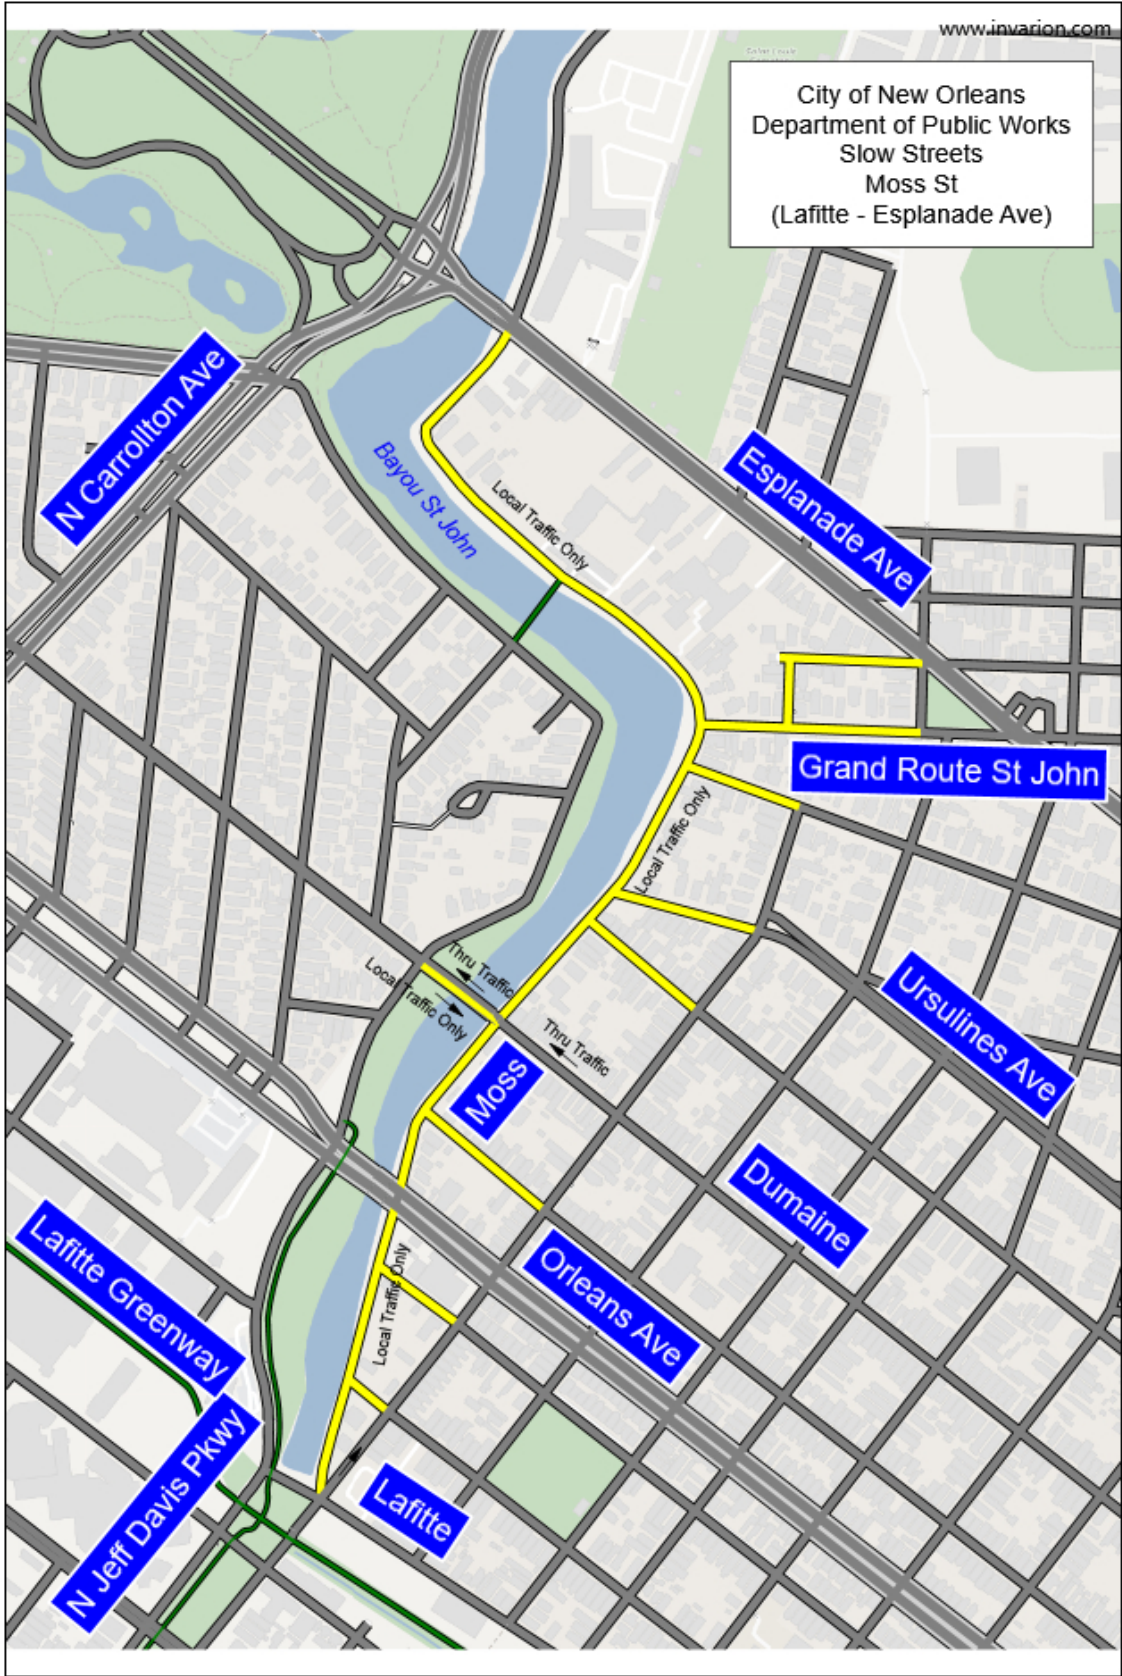 www.invarion.com
City of New Orleans
Department of Public Works
Slow Streets
Moss St
(Lafitte - Esplanade Ave)
N Carrollton Ave
Bayou St John
Local Traffic Only
Esplanade Ave
Grand Route St John
Local Traffic Only
Thru Traffic
Local Traffic Only
Thru Traffic
Ursulines Ave
Moss
Dumaine
Lafitte Greenway
Local Traffic Only
Orleans Ave
N Jeff Davis Pkwy
Lafitte